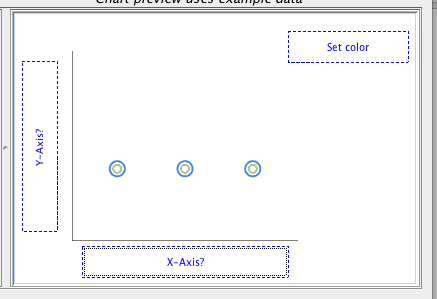 Chart preview uses example data
Set color
Y-Axis?
X-Axis?